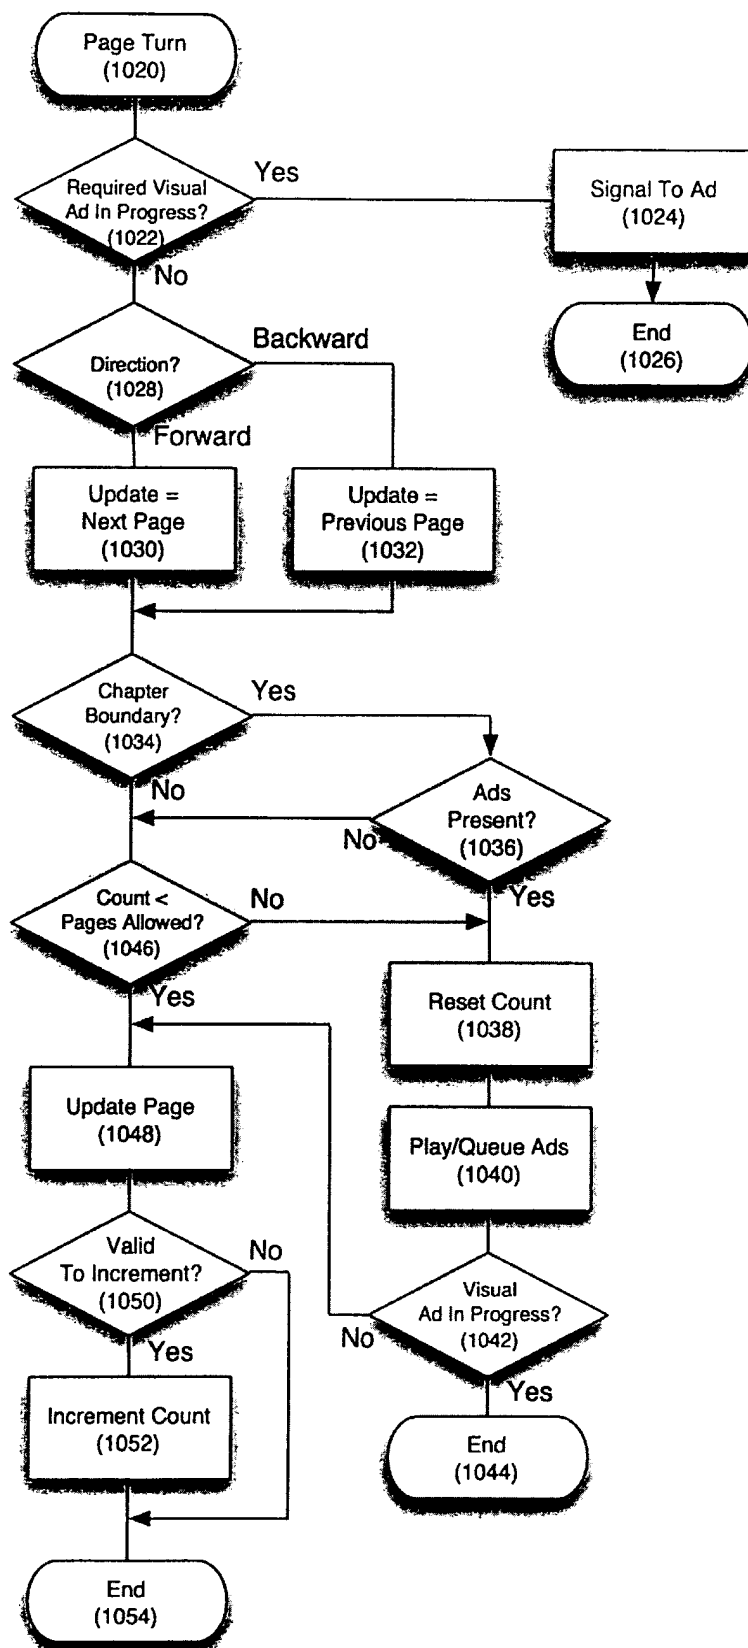 Page Turn
(1020)
Required Visual
Ad In Progress?
(1022)
Yes
Signal To Ad
(1024)
No
End
(1026)
Direction?
(1028)
Backward
Forward
Update =
Next Page
(1030)
Update =
Previous Page
(1032)
Chapter
Boundary?
(1034)
Yes
No
Ads
Present?
(1036)
No
Yes
Count <
Pages Allowed?
(1046)
No
Yes
Reset Count
(1038)
Update Page
(1048)
Play/Queue Ads
(1040)
Valid
To Increment?
(1050)
No
Yes
Visual
Ad In Progress?
(1042)
No
Yes
Increment Count
(1052)
End
(1044)
End
(1054)